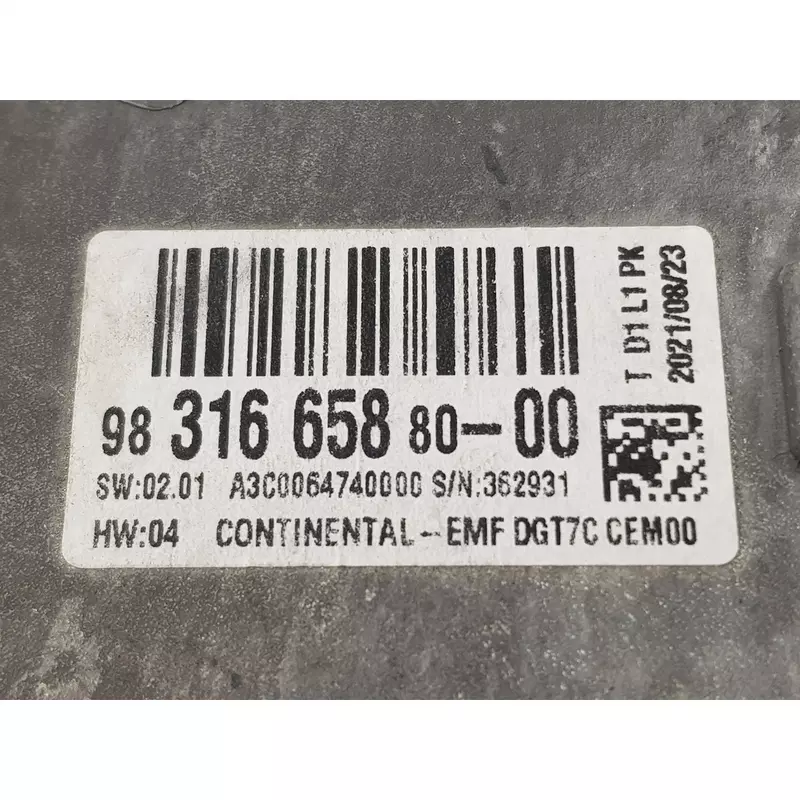 98 316 658 80-00
SW:02.01 A3C0064740000 S/N:362931
HW:04 CONTINENTAL--EMF DGT7C CEM00
T D1 L1 PK
2021/08/23